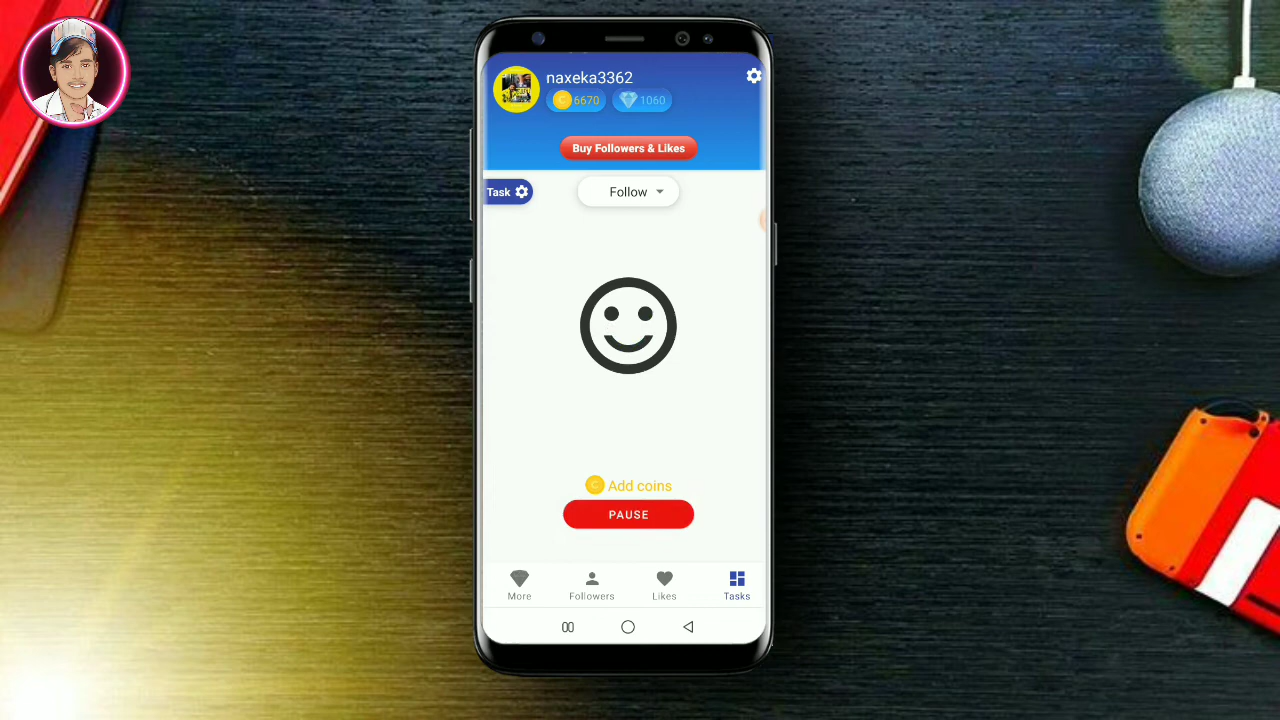 naxeka3362
6670 1060
Buy Followers & Likes
Task
Follow
Add coins
PAUSE
More Followers Likes Tasks